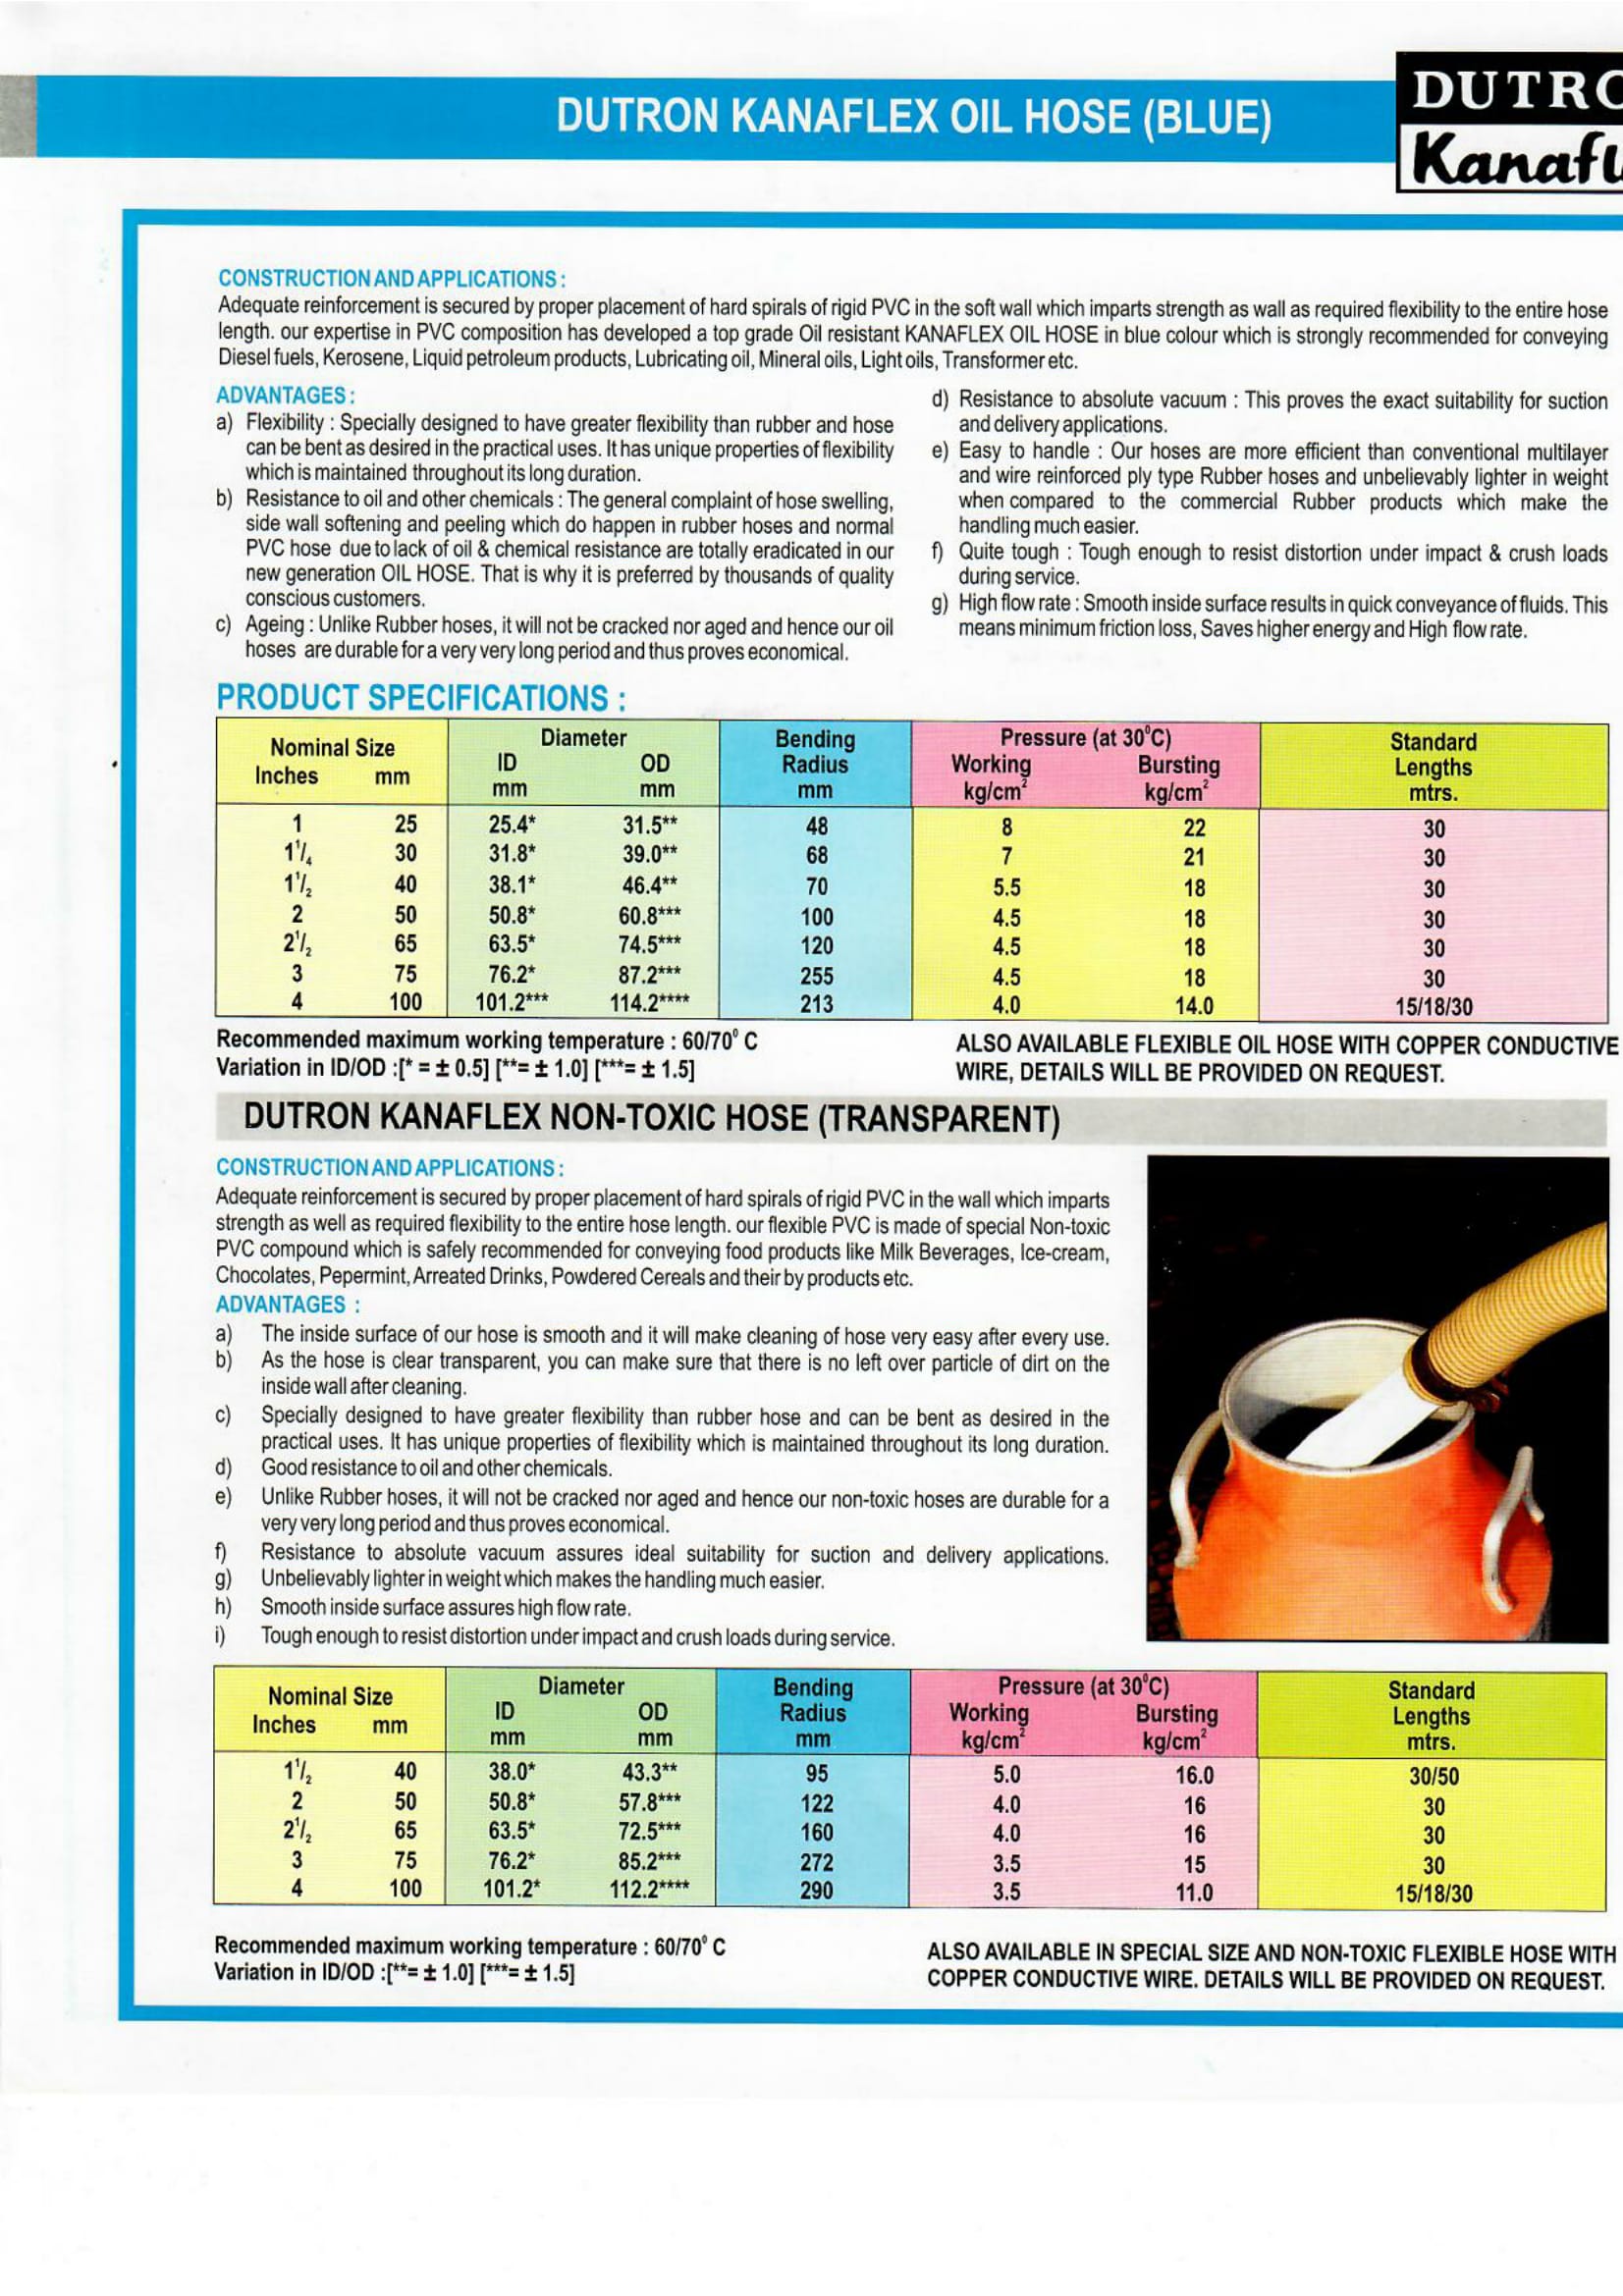 DUTRON KANAFLEX OIL HOSE (BLUE)
CONSTRUCTION AND APPLICATIONS :
Adequate reinforcement is secured by proper placement of hard spirals of rigid PVC in the soft wall which imparts strength as wall as required flexibility to the entire hose
length. our expertise in PVC composition has developed a top grade Oil resistant KANAFLEX OIL HOSE in blue colour which is strongly recommended for conveying
Diesel fuels, Kerosene, Liquid petroleum products, Lubricating oil, Mineral oils, Light oils, Transformer etc.
ADVANTAGES :
a) Flexibility : Specially designed to have greater flexibility than rubber and hose
can be bent as desired in the practical uses. It has unique properties of flexibility
which is maintained throughout its long duration.
b) Resistance to oil and other chemicals : The general complaint of hose swelling,
side wall softening and peeling which do happen in rubber hoses and normal
PVC hose due to lack of oil & chemical resistance are totally eradicated in our
new generation OIL HOSE. That is why it is preferred by thousands of quality
conscious customers.
c) Ageing : Unlike Rubber hoses, it will not be cracked nor aged and hence our oil
hoses are durable for a very very long period and thus proves economical.
d) Resistance to absolute vacuum : This proves the exact suitability for suction
and delivery applications.
e) Easy to handle : Our hoses are more efficient than conventional multilayer
and wire reinforced ply type Rubber hoses and unbelievably lighter in weight
when compared to the commercial Rubber products which make the
handling much easier.
f) Quite tough : Tough enough to resist distortion under impact & crush loads
during service.
g) High flow rate : Smooth inside surface results in quick conveyance of fluids. This
means minimum friction loss, Saves higher energy and High flow rate.
PRODUCT SPECIFICATIONS :
Nominal Size Diameter Bending Pressure (at 30⁰C) Standard
Inches mm ID OD Radius Working Bursting Lengths
mm mm mm kg/cm² kg/cm² mtrs.
1 25 25.4* 31.5** 48 8 22 30
1¹/₄ 30 31.8* 39.0** 68 7 21 30
1¹/₂ 40 38.1* 46.4** 70 5.5 18 30
2 50 50.8* 60.8*** 100 4.5 18 30
2¹/₂ 65 63.5* 74.5*** 120 4.5 18 30
3 75 76.2* 87.2*** 255 4.5 18 30
4 100 101.2*** 114.2**** 213 4.0 14.0 15/18/30
Recommended maximum working temperature : 60/70⁰ C
Variation in ID/OD :[* = ± 0.5] [**= ± 1.0] [***= ± 1.5]
ALSO AVAILABLE FLEXIBLE OIL HOSE WITH COPPER CONDUCTIVE
WIRE, DETAILS WILL BE PROVIDED ON REQUEST.
DUTRON KANAFLEX NON-TOXIC HOSE (TRANSPARENT)
CONSTRUCTION AND APPLICATIONS :
Adequate reinforcement is secured by proper placement of hard spirals of rigid PVC in the wall which imparts
strength as well as required flexibility to the entire hose length. our flexible PVC is made of special Non-toxic
PVC compound which is safely recommended for conveying food products like Milk Beverages, Ice-cream,
Chocolates, Pepermint, Arreated Drinks, Powdered Cereals and their by products etc.
ADVANTAGES :
a) The inside surface of our hose is smooth and it will make cleaning of hose very easy after every use.
b) As the hose is clear transparent, you can make sure that there is no left over particle of dirt on the
inside wall after cleaning.
c) Specially designed to have greater flexibility than rubber hose and can be bent as desired in the
practical uses. It has unique properties of flexibility which is maintained throughout its long duration.
d) Good resistance to oil and other chemicals.
e) Unlike Rubber hoses, it will not be cracked nor aged and hence our non-toxic hoses are durable for a
very very long period and thus proves economical.
f) Resistance to absolute vacuum assures ideal suitability for suction and delivery applications.
g) Unbelievably lighter in weight which makes the handling much easier.
h) Smooth inside surface assures high flow rate.
i) Tough enough to resist distortion under impact and crush loads during service.
Nominal Size Diameter Bending Pressure (at 30⁰C) Standard
Inches mm ID OD Radius Working Bursting Lengths
mm mm mm kg/cm² kg/cm² mtrs.
1¹/₂ 40 38.0* 43.3** 95 5.0 16.0 30/50
2 50 50.8* 57.8*** 122 4.0 16 30
2¹/₂ 65 63.5* 72.5*** 160 4.0 16 30
3 75 76.2* 85.2*** 272 3.5 15 30
4 100 101.2* 112.2**** 290 3.5 11.0 15/18/30
Recommended maximum working temperature : 60/70⁰ C
Variation in ID/OD :[**= ± 1.0] [***= ± 1.5]
ALSO AVAILABLE IN SPECIAL SIZE AND NON-TOXIC FLEXIBLE HOSE WITH
COPPER CONDUCTIVE WIRE. DETAILS WILL BE PROVIDED ON REQUEST.